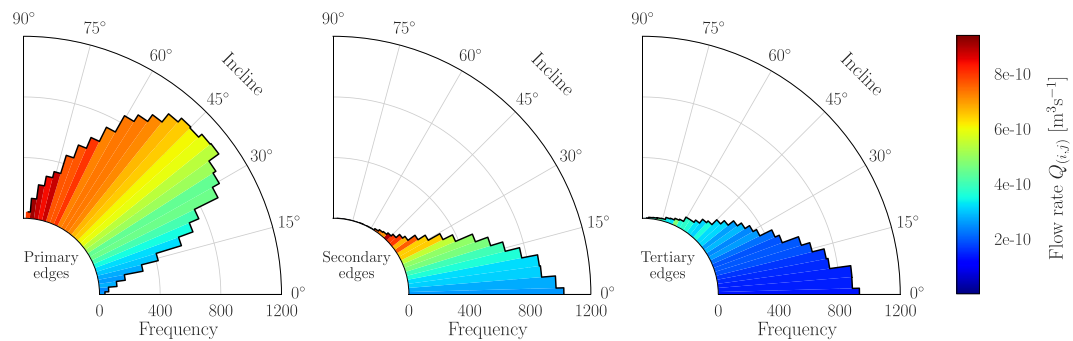 90°
75°
60°
Incline
45°
30°
15°
0°
Primary
edges
0 400 800 1200
Frequency
90°
75°
60°
Incline
45°
30°
15°
0°
Secondary
edges
0 400 800 1200
Frequency
90°
75°
60°
Incline
45°
30°
15°
0°
Tertiary
edges
0 400 800 1200
Frequency
8e-10
6e-10
4e-10
2e-10
Flow rate Q(i,j) [m³s⁻¹]